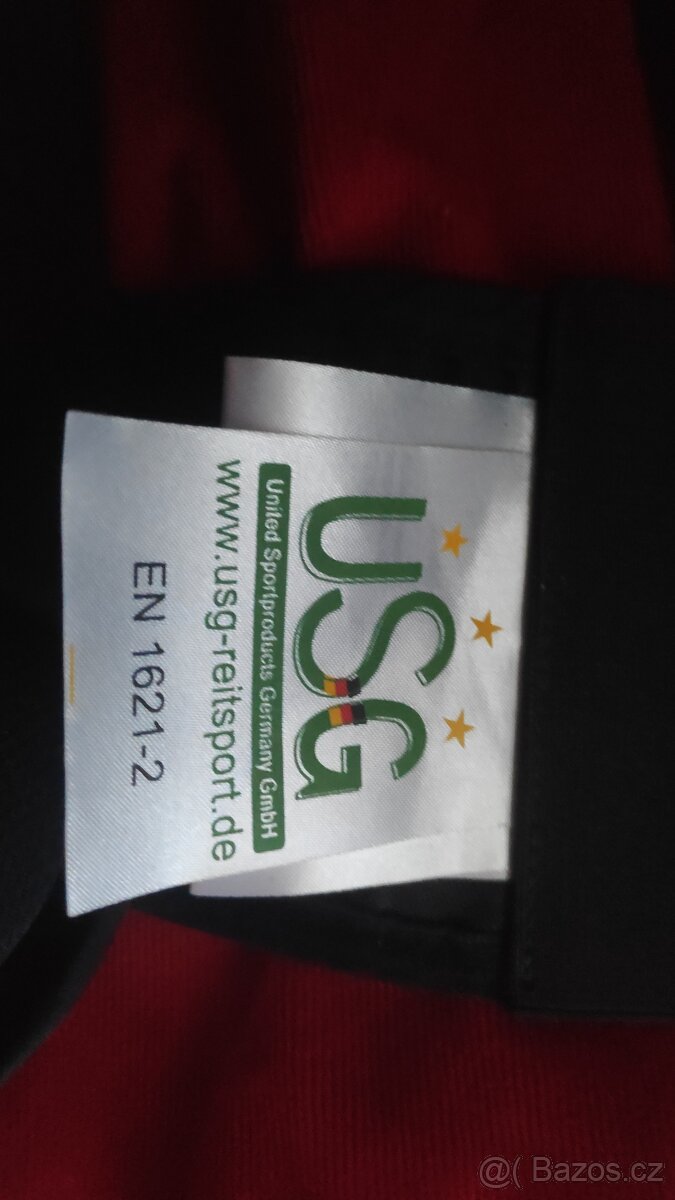 USG
United Sportproducts Germany GmbH
www.usg-reitsport.de
EN 1621-2
@( Bazos.cz